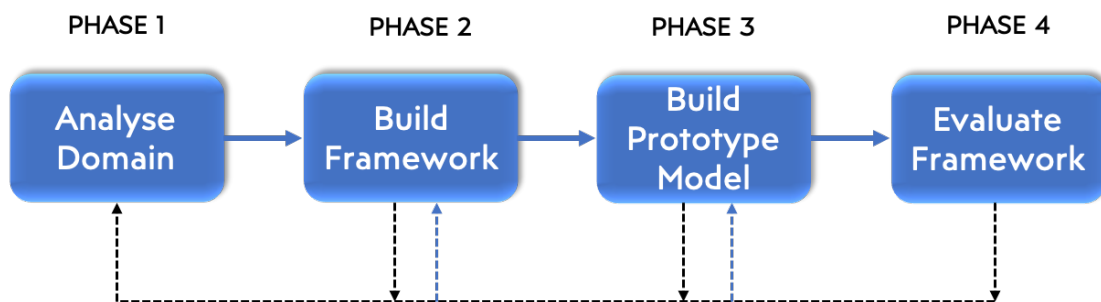 PHASE 1
PHASE 2
PHASE 3
PHASE 4
Analyse
Domain
Build
Framework
Build
Prototype
Model
Evaluate
Framework